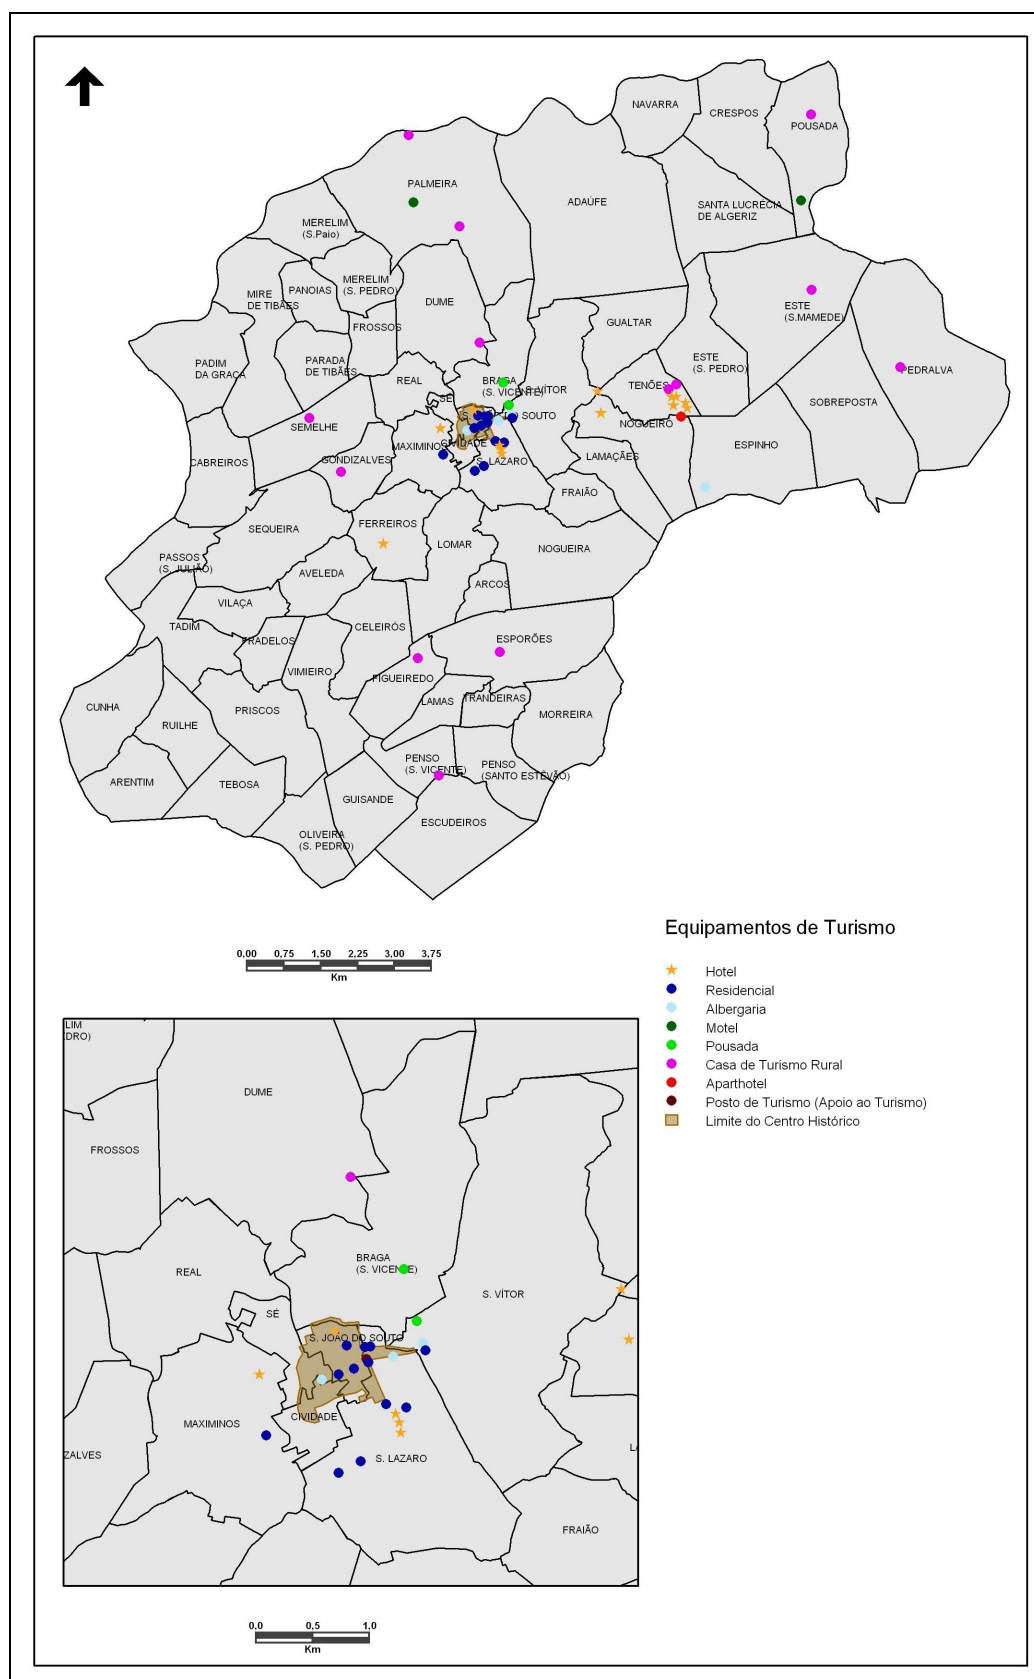 NAVARRA
CRESPOS
POUSADA
PALMEIRA
ADAÚFE
SANTA LUCRÉCIA
DE ALGERIZ
MERELIM
(S.Paio)
MERELIM
(S. PEDRO)
PANOIAS
MIRE
DE TIBÃES
DUME
ESTE
(S.MAMEDE)
FROSSOS
GUALTAR
PADIM
DA GRAÇA
PARADA
DE TIBÃES
ESTE
(S. PEDRO)
PEDRALVA
REAL
BRAGA
(S. VICENTE)
S. VÍTOR
TENÕES
SÉ
SOBREPOSTA
SEMELHE
NOGUEIRÓ
MAXIMINOS
CIVIDADE
ESPINHO
CABREIROS
GONDIZALVES
S. LAZARO
LAMAÇÃES
FRAIÃO
SEQUEIRA
FERREIROS
LOMAR
NOGUEIRA
PASSOS
(S. JULIÃO)
AVELEDA
ARCOS
VILAÇA
TADIM
FRADELOS
CELEIRÓS
ESPORÕES
VIMIEIRO
FIGUEIREDO
CUNHA
RUILHE
PRISCOS
LAMAS
TRANDEIRAS
MORREIRA
ARENTIM
TEBOSA
PENSO
(S. VICENTE)
PENSO
(SANTO ESTÊVÃO)
GUISANDE
ESCUDEIROS
OLIVEIRA
(S. PEDRO)
0,00 0,75 1,50 2,25 3,00 3,75
Km
Equipamentos de Turismo
Hotel
Residencial
Albergaria
Motel
Pousada
Casa de Turismo Rural
Aparthotel
Posto de Turismo (Apoio ao Turismo)
Limite do Centro Histórico
LIM
DRO)
DUME
FROSSOS
BRAGA
(S. VICENTE)
REAL
S. VÍTOR
SÉ
S. JOÃO DO SOUTO
CIVIDADE
MAXIMINOS
ZALVES
S. LAZARO
FRAIÃO
0,0 0,5 1,0
Km